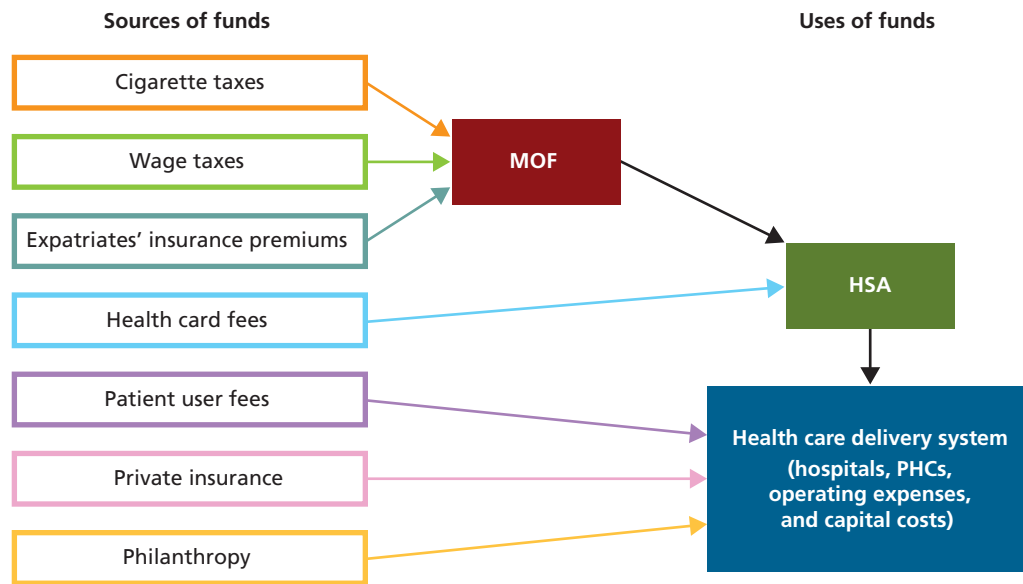 Sources of funds
Uses of funds
Cigarette taxes
Wage taxes
Expatriates’ insurance premiums
Health card fees
Patient user fees
Private insurance
Philanthropy
MOF
HSA
Health care delivery system
(hospitals, PHCs,
operating expenses,
and capital costs)